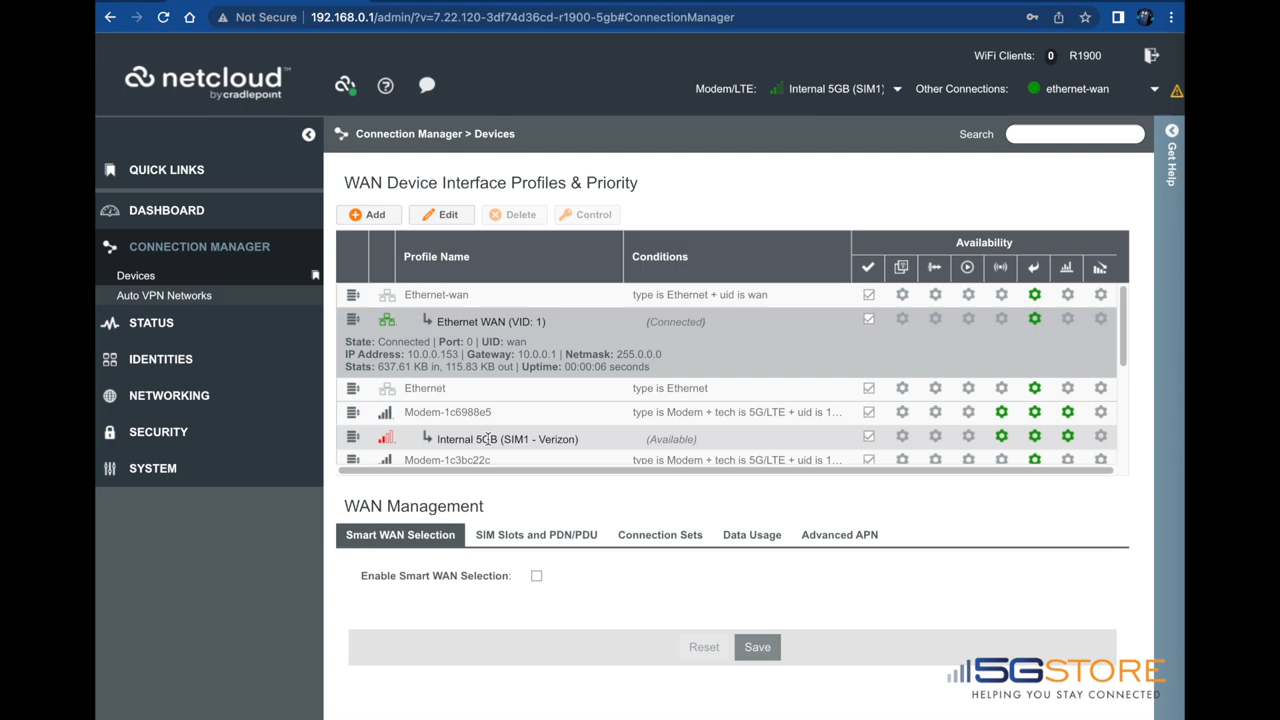 Not Secure | 192.168.0.1/admin/?v=7.22.120-3df74d36cd-r1900-5gb#ConnectionManager
WiFi Clients: 0 R1900
netcloud™
by cradlepoint
Modem/LTE: Internal 5GB (SIM1) Other Connections: ethernet-wan
Connection Manager > Devices
Search
Get Help
QUICK LINKS
DASHBOARD
CONNECTION MANAGER
Devices
Auto VPN Networks
STATUS
IDENTITIES
NETWORKING
SECURITY
SYSTEM
WAN Device Interface Profiles & Priority
Add Edit Delete Control
Profile Name Conditions Availability
Ethernet-wan type is Ethernet + uid is wan
Ethernet WAN (VID: 1) (Connected)
State: Connected | Port: 0 | UID: wan
IP Address: 10.0.0.153 | Gateway: 10.0.0.1 | Netmask: 255.0.0.0
Stats: 637.61 KB in, 115.83 KB out | Uptime: 00:00:06 seconds
Ethernet type is Ethernet
Modem-1c6988e5 type is Modem + tech is 5G/LTE + uid is 1...
Internal 5GB (SIM1 - Verizon) (Available)
Modem-1c3bc22c type is Modem + tech is 5G/LTE + uid is 1...
WAN Management
Smart WAN Selection SIM Slots and PDN/PDU Connection Sets Data Usage Advanced APN
Enable Smart WAN Selection:
Reset Save
5GSTORE
HELPING YOU STAY CONNECTED